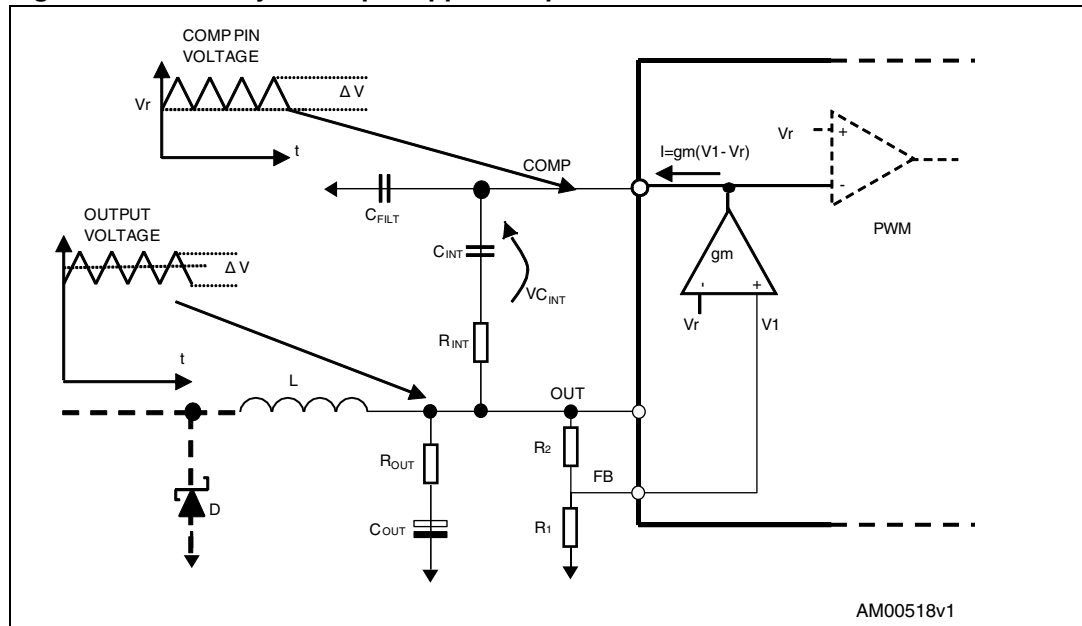 COMP PIN
VOLTAGE
ΔV
Vr
t
I=gm(V1-Vr)
Vr
+
-
PWM
COMP
CFILT
OUTPUT
VOLTAGE
ΔV
t
CINT
VCINT
gm
-
+
Vr
V1
RINT
L
OUT
ROUT
R2
FB
D
COUT
R1
AM00518v1